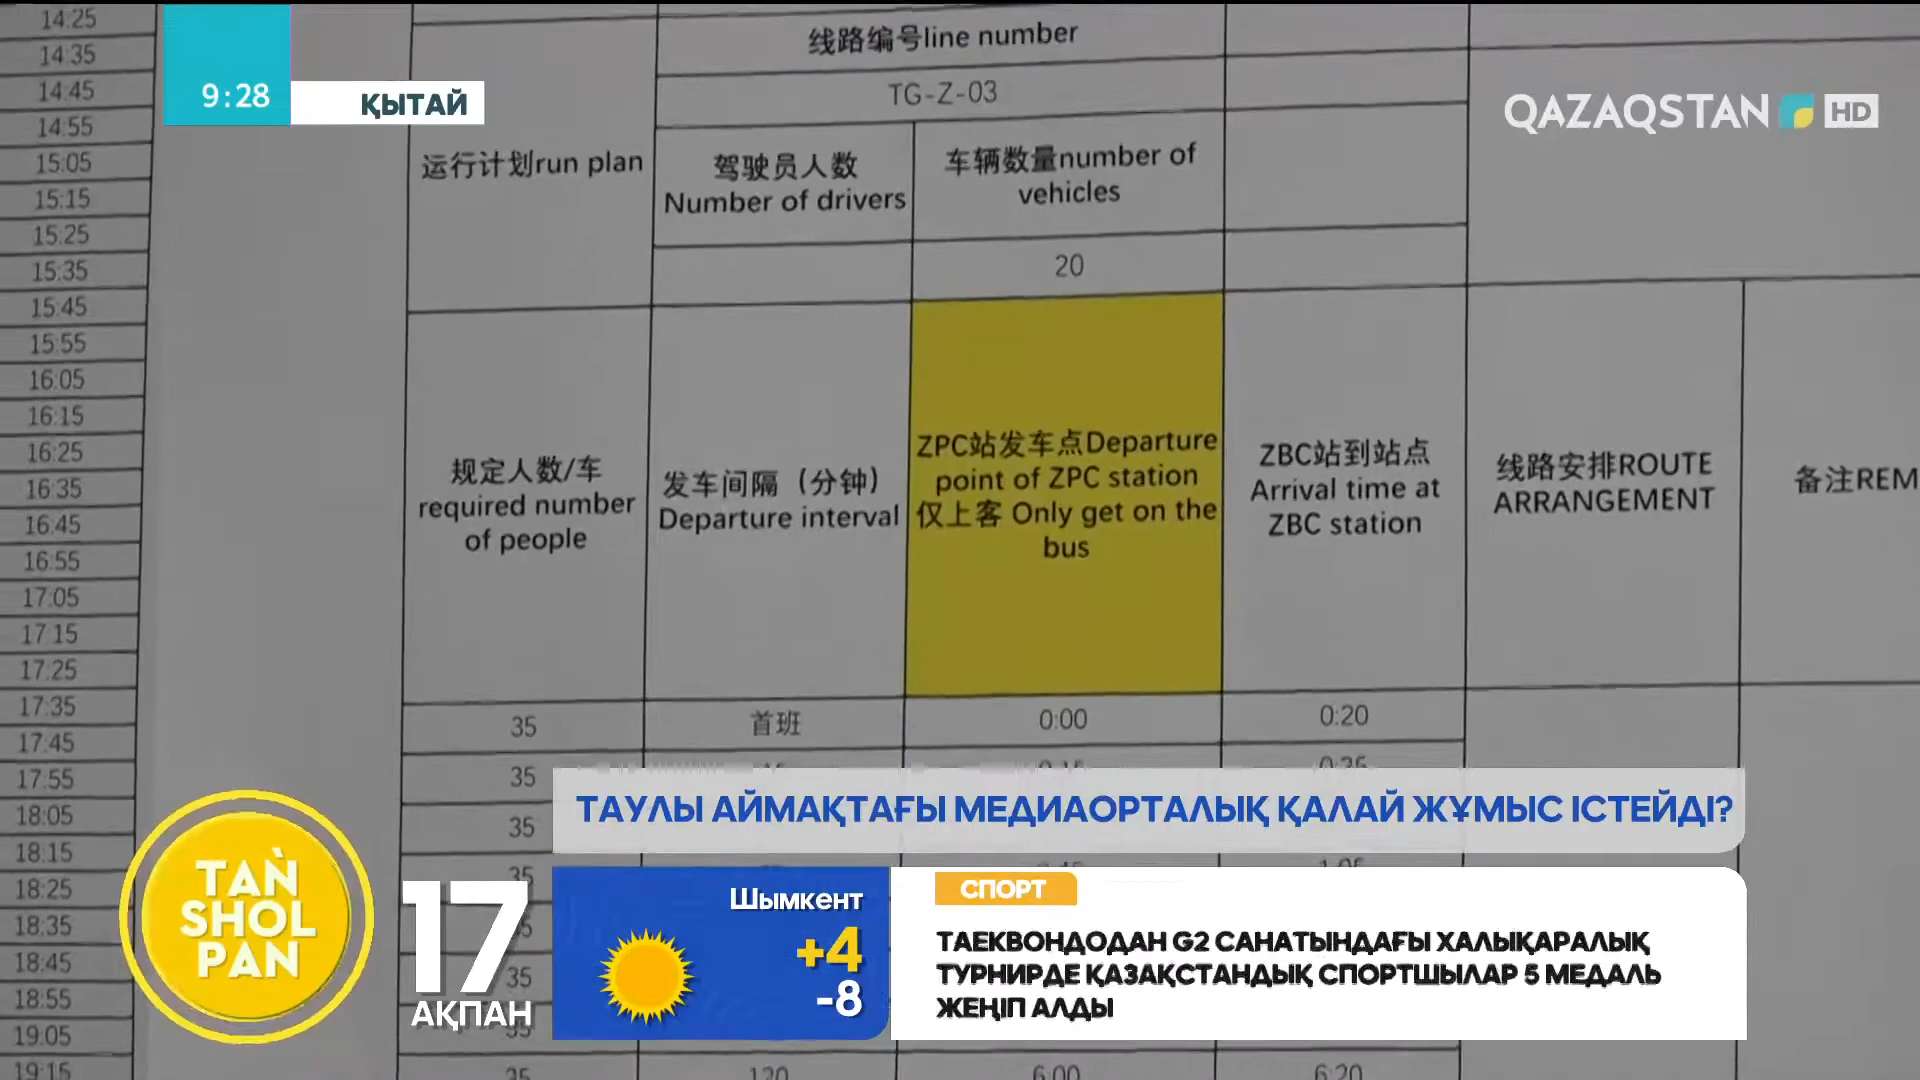 14:25
14:35
14:45
14:55
15:05
15:15
15:25
15:35
15:45
15:55
16:05
16:15
16:25
16:35
16:45
16:55
17:05
17:15
17:25
17:35
17:45
17:55
18:05
18:15
18:25
18:35
18:45
18:55
19:05
19:15
9:28
ҚЫТАЙ
QAZAQSTAN HD
线路编号line number
TG-Z-03
运行计划run plan
驾驶员人数
Number of drivers
车辆数量number of
vehicles
20
规定人数/车
required number
of people
发车间隔（分钟）
Departure interval
ZPC站发车点Departure
point of ZPC station
仅上客 Only get on the
bus
ZBC站到站点
Arrival time at
ZBC station
线路安排ROUTE
ARRANGEMENT
备注REM
35 首班 0:00 0:20
35
35
35
35
35
35 120 6:00 6:20
ТАУЛЫ АЙМАҚТАҒЫ МЕДИАОРТАЛЫҚ ҚАЛАЙ ЖҰМЫС ІСТЕЙДІ?
TAŃ
SHOL
PAN
17
АҚПАН
Шымкент
+4
-8
СПОРТ
ТАЕКВОНДОДАН G2 САНАТЫНДАҒЫ ХАЛЫҚАРАЛЫҚ
ТУРНИРДЕ ҚАЗАҚСТАНДЫҚ СПОРТШЫЛАР 5 МЕДАЛЬ
ЖЕҢІП АЛДЫ